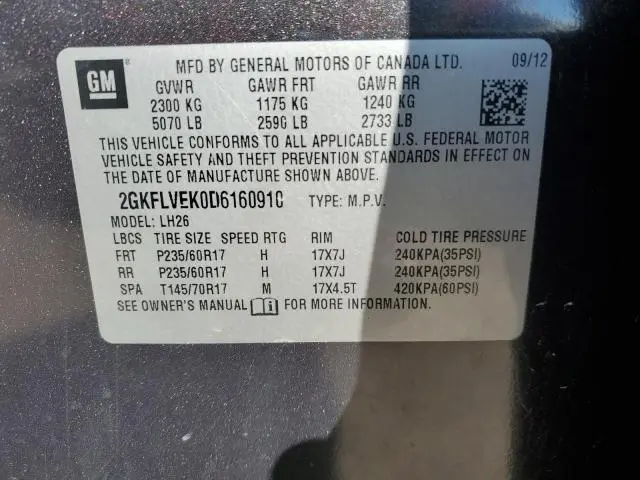 GM
MFD BY GENERAL MOTORS OF CANADA LTD. 09/12
GVWR GAWR FRT GAWR RR
2300 KG 1175 KG 1240 KG
5070 LB 2590 LB 2733 LB
THIS VEHICLE CONFORMS TO ALL APPLICABLE U.S. FEDERAL MOTOR
VEHICLE SAFETY AND THEFT PREVENTION STANDARDS IN EFFECT ON
THE DATE OF MANUFACTURE SHOWN ABOVE.
2GKFLVEK0D6160910 TYPE: M.P.V.
MODEL: LH26
LBCS TIRE SIZE SPEED RTG RIM COLD TIRE PRESSURE
FRT P235/60R17 H 17X7J 240KPA(35PSI)
RR P235/60R17 H 17X7J 240KPA(35PSI)
SPA T145/70R17 M 17X4.5T 420KPA(60PSI)
SEE OWNER'S MANUAL i FOR MORE INFORMATION.